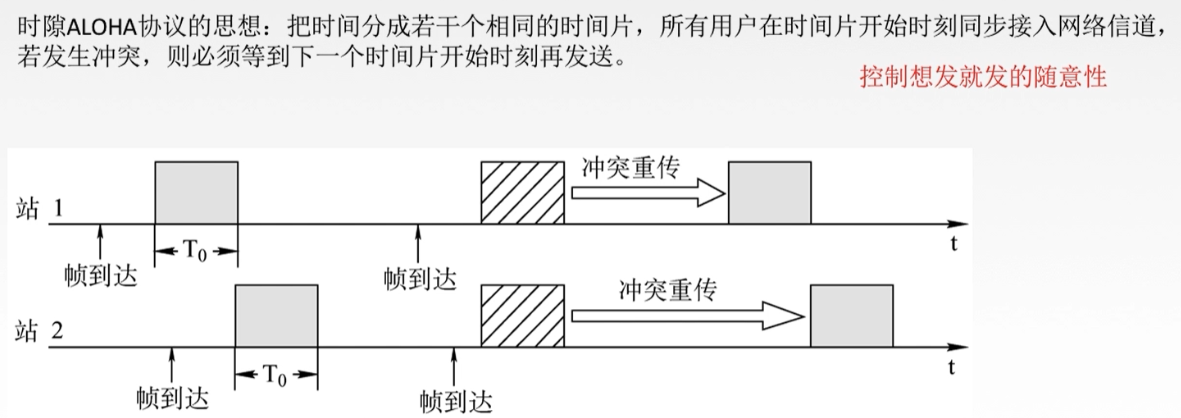 时隙ALOHA协议的思想：把时间分成若干个相同的时间片，所有用户在时间片开始时刻同步接入网络信道，
若发生冲突，则必须等到下一个时间片开始时刻再发送。
控制想发就发的随意性
冲突重传
站 1
t
T₀
帧到达
帧到达
冲突重传
站 2
t
T₀
帧到达
帧到达